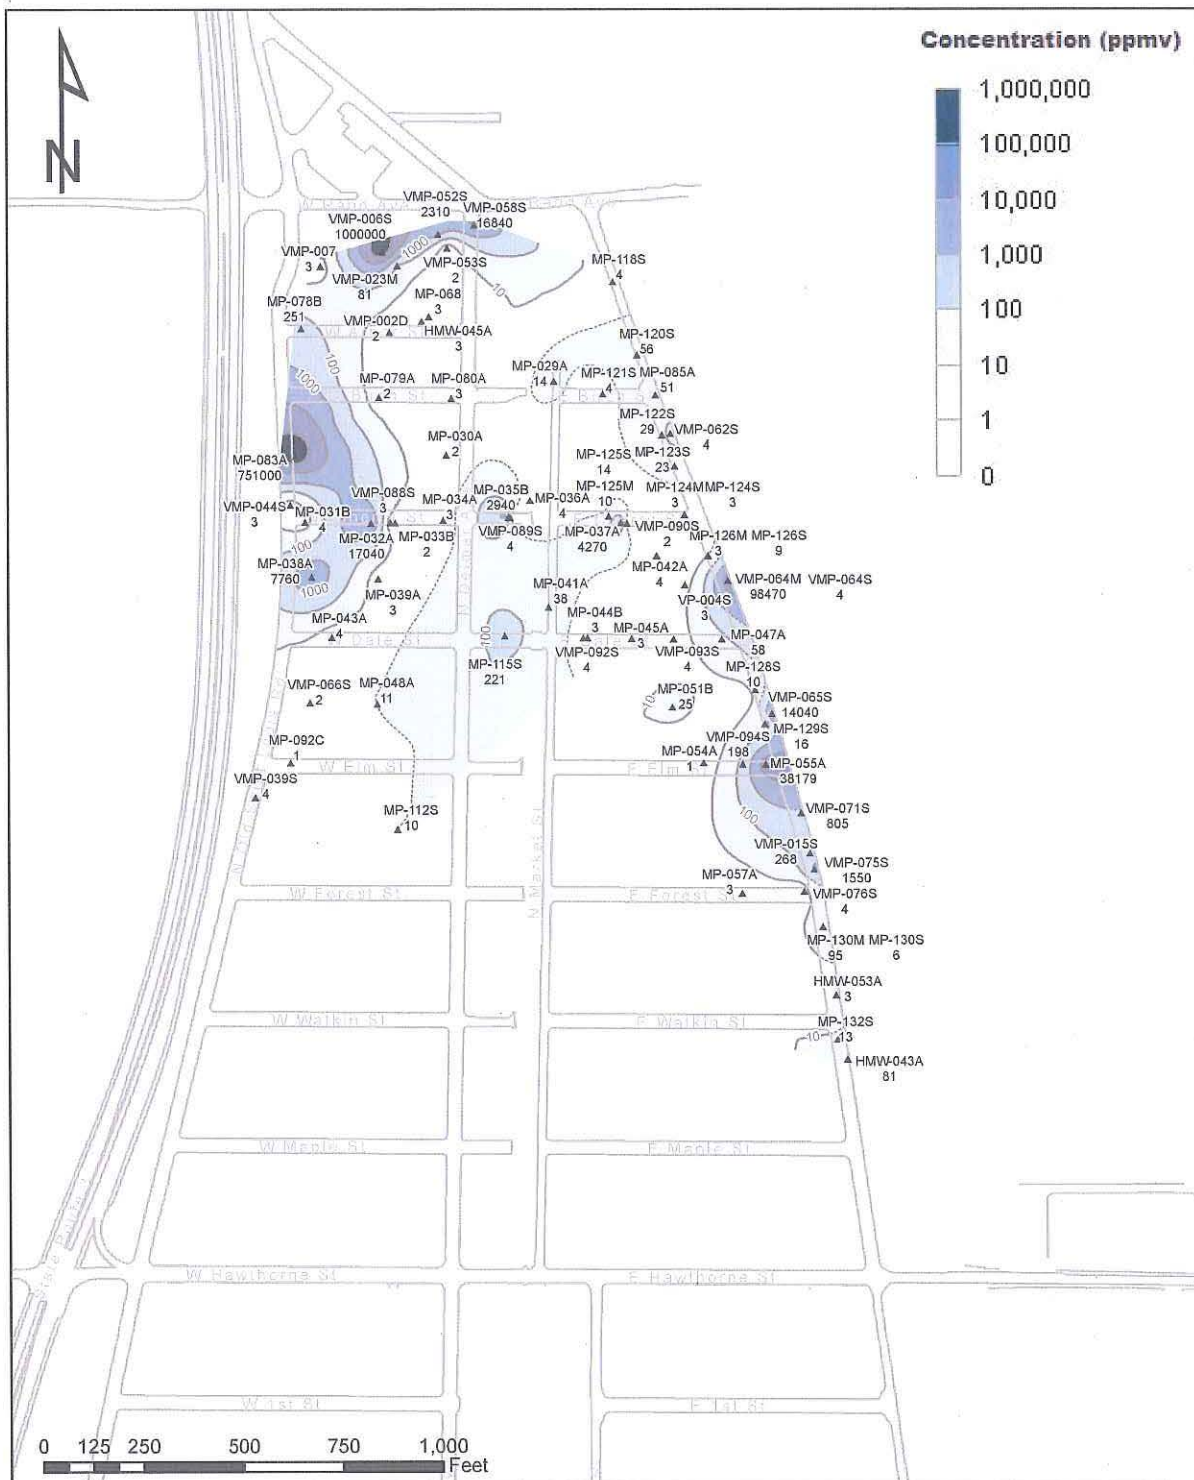 Concentration (ppmv)
1,000,000
100,000
10,000
1,000
100
10
1
0
N
N Rand Ave
VMP-052S
2310
VMP-058S
16840
VMP-006S
1000000
1000
VMP-007
3
VMP-053S
2
VMP-023M
81
10
MP-118S
4
MP-068
3
MP-078B
251
VMP-002D
2
HMW-045A
3
MP-120S
56
100
1000
MP-029A
14
MP-121S
4
MP-085A
51
MP-079A
2
MP-080A
3
MP-122S
29
VMP-062S
4
MP-030A
2
MP-125S
14
MP-123S
23
MP-083A
751000
MP-125M
10
MP-124M
3
MP-124S
3
VMP-088S
3
MP-034A
3
MP-035B
2940
MP-036A
4
VMP-044S
3
MP-031B
4
MP-032A
17040
MP-033B
2
VMP-089S
4
MP-037A
4270
VMP-090S
2
MP-126M
3
MP-126S
9
100
MP-038A
7760
1000
MP-039A
3
MP-041A
38
MP-042A
4
VMP-064M
98470
VMP-064S
4
VP-004S
3
MP-043A
4
Dale St
100
MP-044B
3
MP-045A
3
MP-047A
58
VMP-092S
4
VMP-093S
4
MP-115S
221
MP-128S
10
VMP-066S
2
MP-048A
11
MP-051B
25
10
VMP-065S
14040
MP-129S
16
VMP-094S
198
MP-092C
1
W Elm St
MP-054A
1
E Elm St
MP-055A
38179
VMP-039S
4
MP-112S
10
VMP-071S
805
100
N Market St
VMP-015S
268
VMP-075S
1550
MP-057A
3
W Forest St
E Forest St
VMP-076S
4
MP-130M
95
MP-130S
6
HMW-053A
3
W Watkin St
E Watkin St
MP-132S
13
10
HMW-043A
81
W Maple St
E Maple St
W Hawthorne St
E Hawthorne St
W 1st St
E 1st St
0 125 250 500 750 1,000
Feet